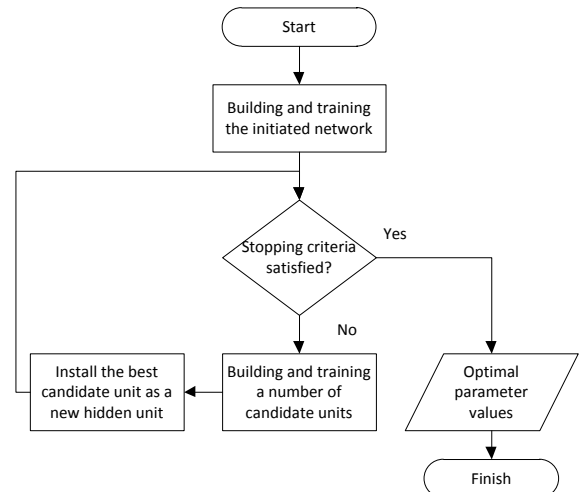 Start
Building and training
the initiated network
Stopping criteria
satisfied?
Yes
No
Install the best
candidate unit as a
new hidden unit
Building and training
a number of
candidate units
Optimal
parameter
values
Finish